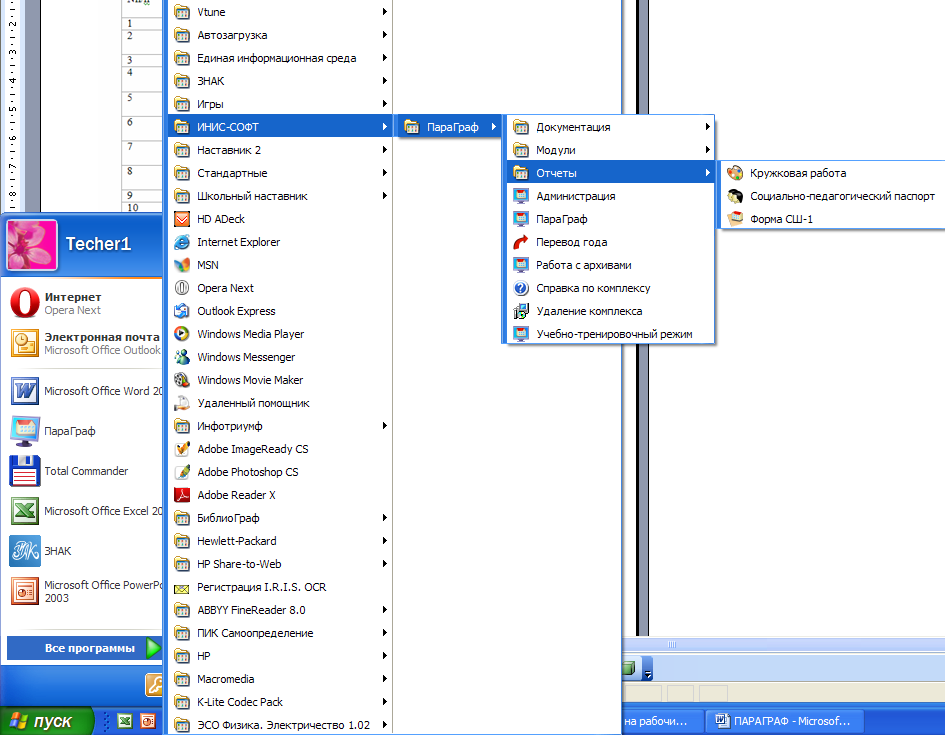 1
2
3
4
5
6
7
8
9
10
Techer1
Интернет
Opera Next
Электронная почта
Microsoft Office Outlook
Microsoft Office Word 20
ПараГраф
Total Commander
Microsoft Office Excel 20
ЗНАК
Microsoft Office PowerPo
2003
Все программы
пуск
Vtune
Автозагрузка
Единая информационная среда
ЗНАК
Игры
ИНИС-СОФТ
Наставник 2
Стандартные
Школьный наставник
HD ADeck
Internet Explorer
MSN
Opera Next
Outlook Express
Windows Media Player
Windows Messenger
Windows Movie Maker
Удаленный помощник
Инфотриумф
Adobe ImageReady CS
Adobe Photoshop CS
Adobe Reader X
БиблиоГраф
Hewlett-Packard
HP Share-to-Web
Регистрация I.R.I.S. OCR
ABBYY FineReader 8.0
ПИК Самоопределение
HP
Macromedia
K-Lite Codec Pack
ЭСО Физика. Электричество 1.02
ПараГраф
Документация
Модули
Отчеты
Администрация
ПараГраф
Перевод года
Работа с архивами
Справка по комплексу
Удаление комплекса
Учебно-тренировочный режим
Кружковая работа
Социально-педагогический паспорт
Форма СШ-1
на рабочи...
ПАРАГРАФ - Microsof...